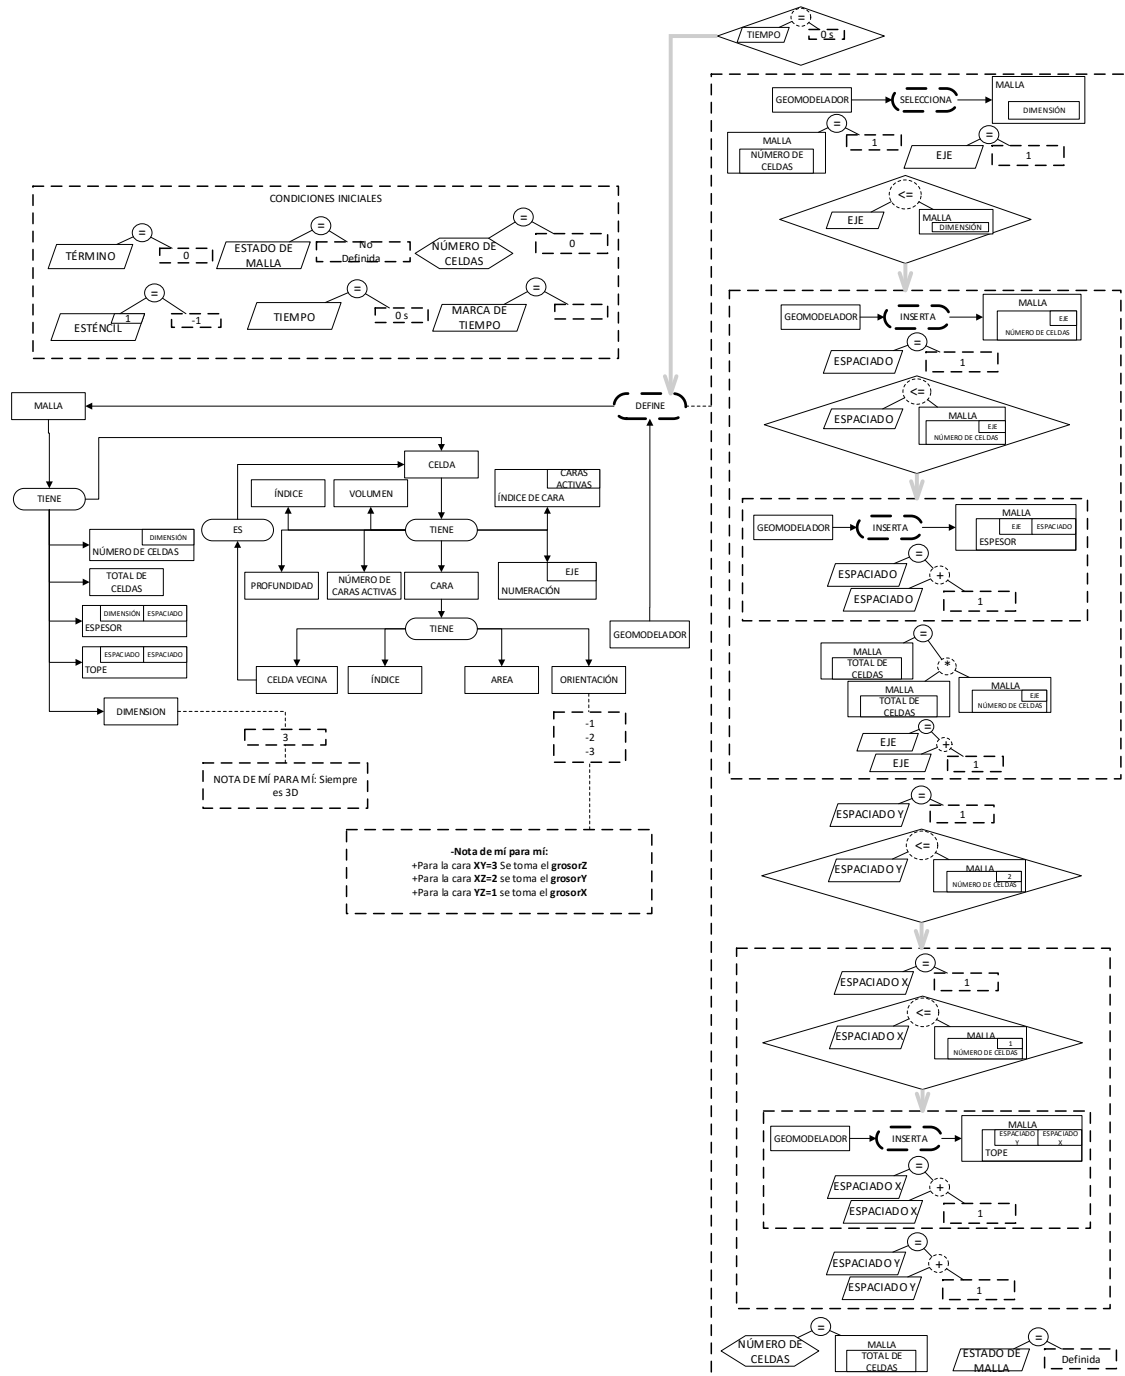 =
TIEMPO
0 s
GEOMODELADOR
SELECCIONA
MALLA
DIMENSIÓN
=
MALLA
NÚMERO DE
CELDAS
1
=
EJE
1
<=
EJE
MALLA
DIMENSIÓN
CONDICIONES INICIALES
=
TÉRMINO
0
=
ESTADO DE
MALLA
No
Definida
=
NÚMERO DE
CELDAS
0
=
1
ESTÉNCIL
-1
=
TIEMPO
0 s
=
MARCA DE
TIEMPO
-
GEOMODELADOR
INSERTA
MALLA
EJE
NÚMERO DE CELDAS
=
ESPACIADO
1
<=
ESPACIADO
MALLA
EJE
NÚMERO DE CELDAS
MALLA
DEFINE
TIENE
CELDA
ÍNDICE
VOLUMEN
CARAS
ACTIVAS
ÍNDICE DE CARA
ES
TIENE
DIMENSIÓN
NÚMERO DE CELDAS
TOTAL DE
CELDAS
DIMENSIÓN
ESPACIADO
ESPESOR
ESPACIADO
ESPACIADO
TOPE
DIMENSION
PROFUNDIDAD
NÚMERO DE
CARAS ACTIVAS
CARA
EJE
NUMERACIÓN
TIENE
GEOMODELADOR
CELDA VECINA
ÍNDICE
AREA
ORIENTACIÓN
3
NOTA DE MÍ PARA MÍ: Siempre
es 3D
-1
-2
-3
-Nota de mí para mí:
+Para la cara XY=3 Se toma el grosorZ
+Para la cara XZ=2 se toma el grosorY
+Para la cara YZ=1 se toma el grosorX
GEOMODELADOR
INSERTA
MALLA
EJE
ESPACIADO
ESPESOR
=
ESPACIADO
+
ESPACIADO
1
=
MALLA
TOTAL DE
CELDAS
*
MALLA
TOTAL DE
CELDAS
MALLA
EJE
NÚMERO DE CELDAS
=
EJE
+
EJE
1
=
ESPACIADO Y
1
<=
ESPACIADO Y
MALLA
2
NÚMERO DE CELDAS
=
ESPACIADO X
1
<=
ESPACIADO X
MALLA
1
NÚMERO DE CELDAS
GEOMODELADOR
INSERTA
MALLA
ESPACIADO
Y
ESPACIADO
X
TOPE
=
ESPACIADO X
+
ESPACIADO X
1
=
ESPACIADO Y
+
ESPACIADO Y
1
=
NÚMERO DE
CELDAS
MALLA
TOTAL DE
CELDAS
=
ESTADO DE
MALLA
Definida